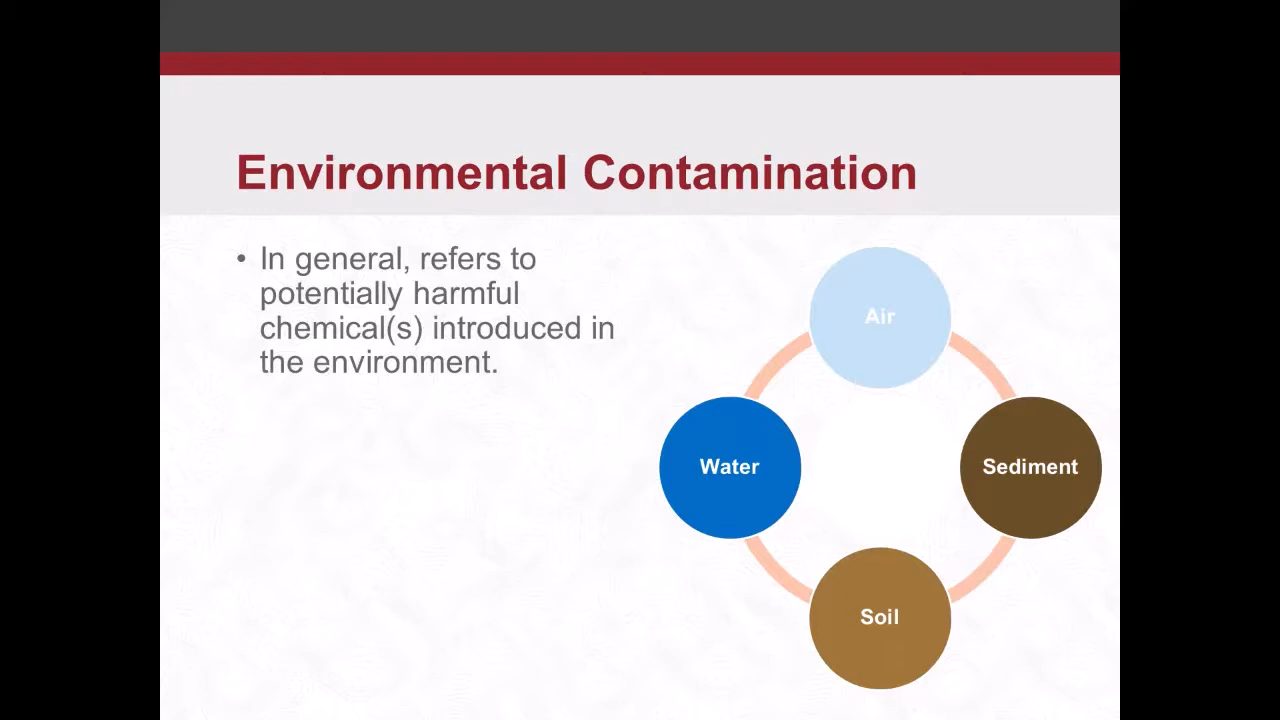 Environmental Contamination
• In general, refers to
potentially harmful
chemical(s) introduced in
the environment.
Air
Water
Sediment
Soil